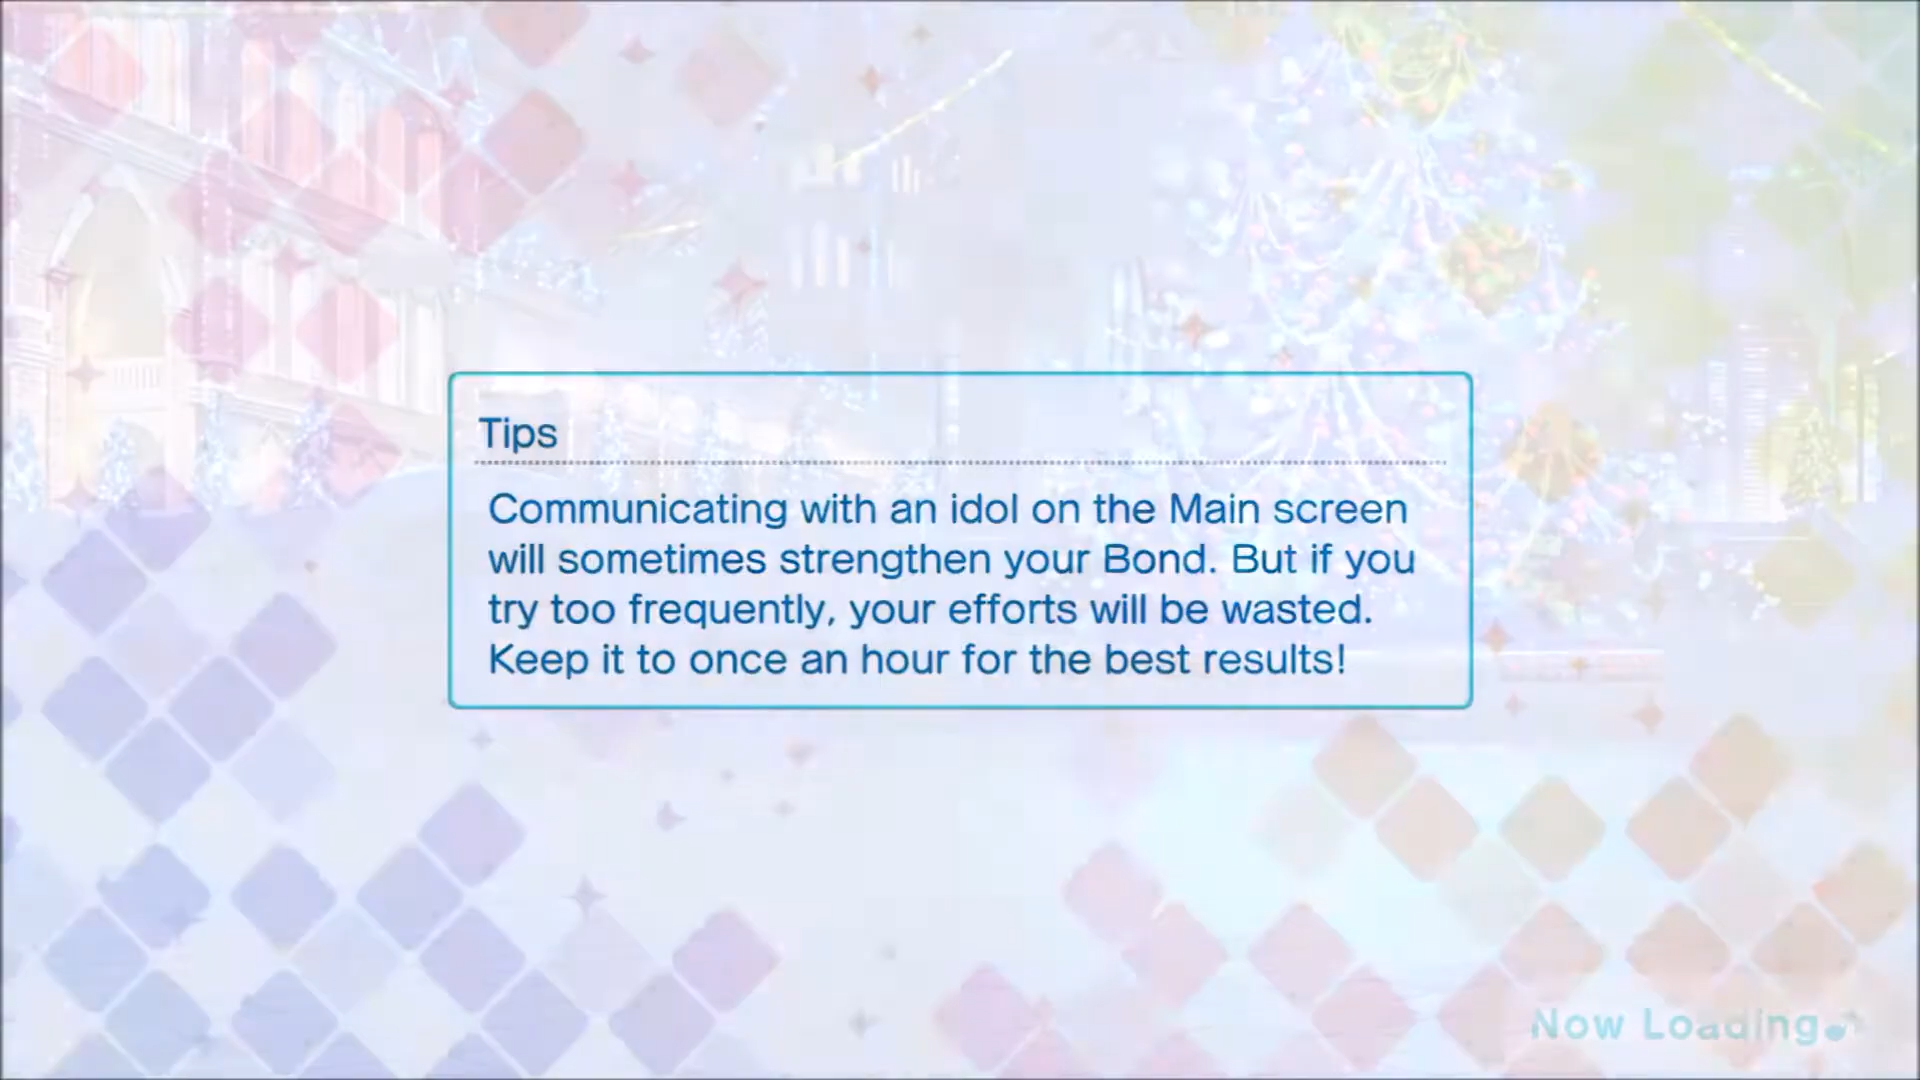 Tips
Communicating with an idol on the Main screen
will sometimes strengthen your Bond. But if you
try too frequently, your efforts will be wasted.
Keep it to once an hour for the best results!
Now Loading